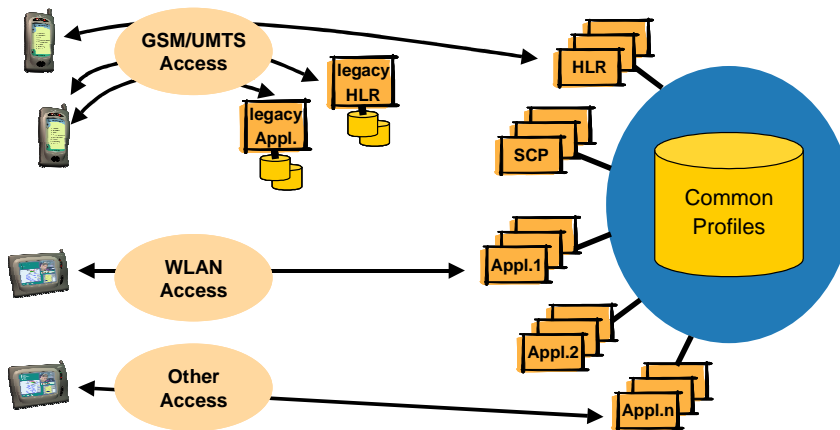 GSM/UMTS
Access
legacy
HLR
legacy
Appl.
HLR
SCP
Common
Profiles
WLAN
Access
Appl.1
Appl.2
Other
Access
Appl.n